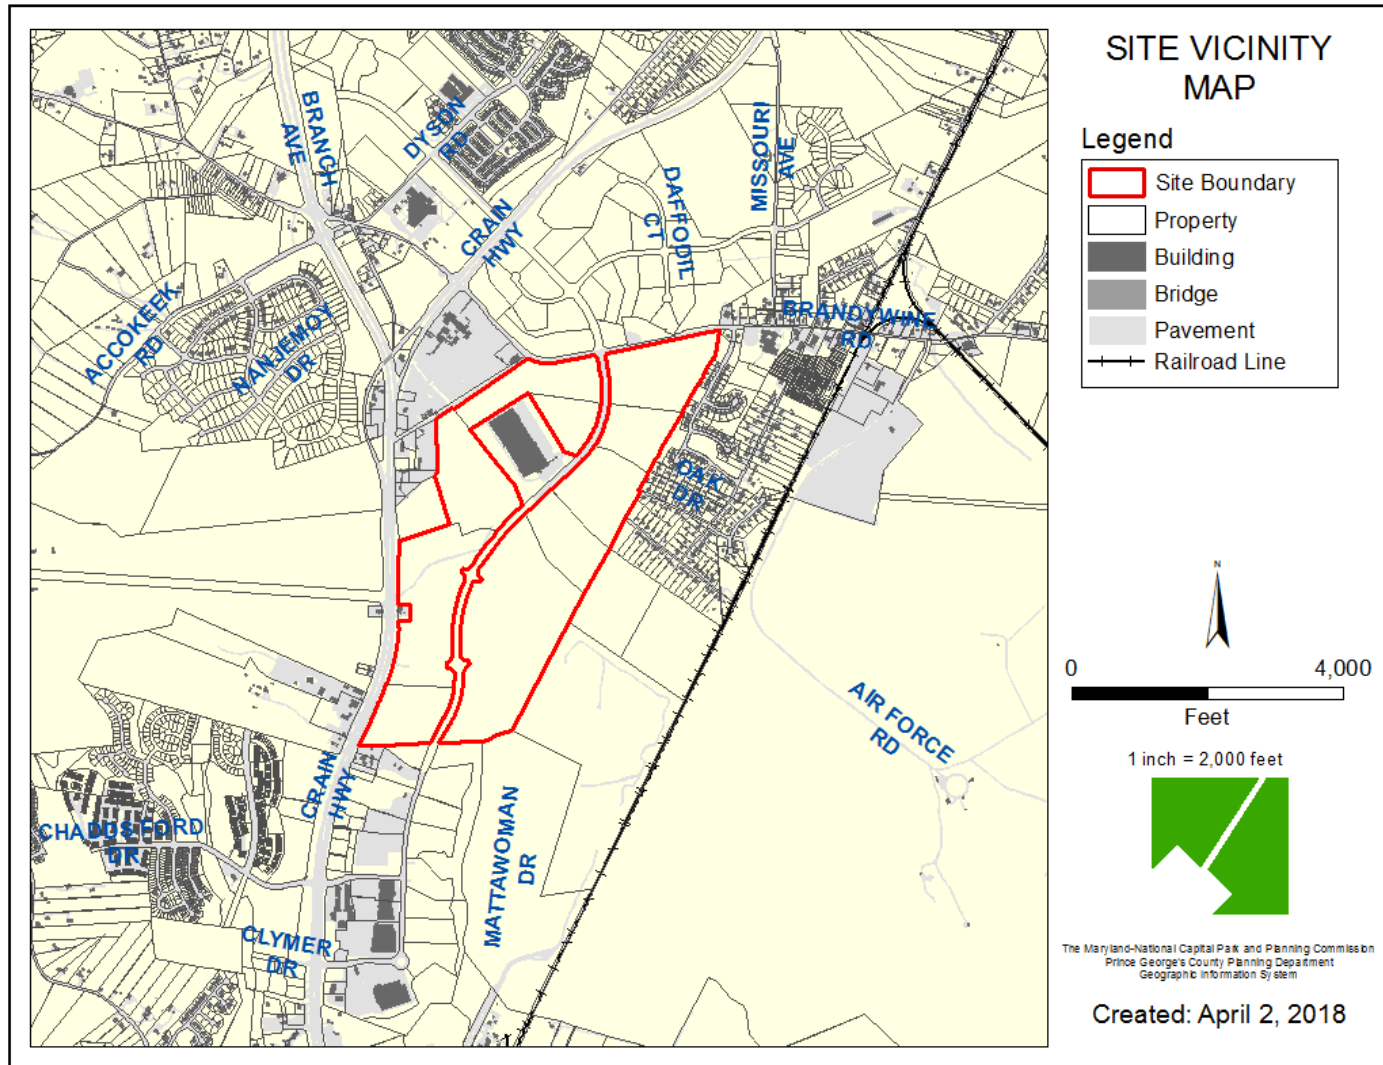 SITE VICINITY
MAP
Legend
Site Boundary
Property
Building
Bridge
Pavement
Railroad Line
N
0 4,000
Feet
1 inch = 2,000 feet
The Maryland-National Capital Park and Planning Commission
Prince George's County Planning Department
Geographic Information System
Created: April 2, 2018
BRANCH
AVE
DYSON
RD
CRAIN
HWY
MISSOURI
AVE
DAFFODIL
CT
ACCOKEEK
RD
NANJEMOY
DR
BRANDYWINE
RD
OAK
DR
AIR FORCE
RD
CRAIN
HWY
CHADDS FORD
DR
MATTAWOMAN
DR
CLYMER
DR